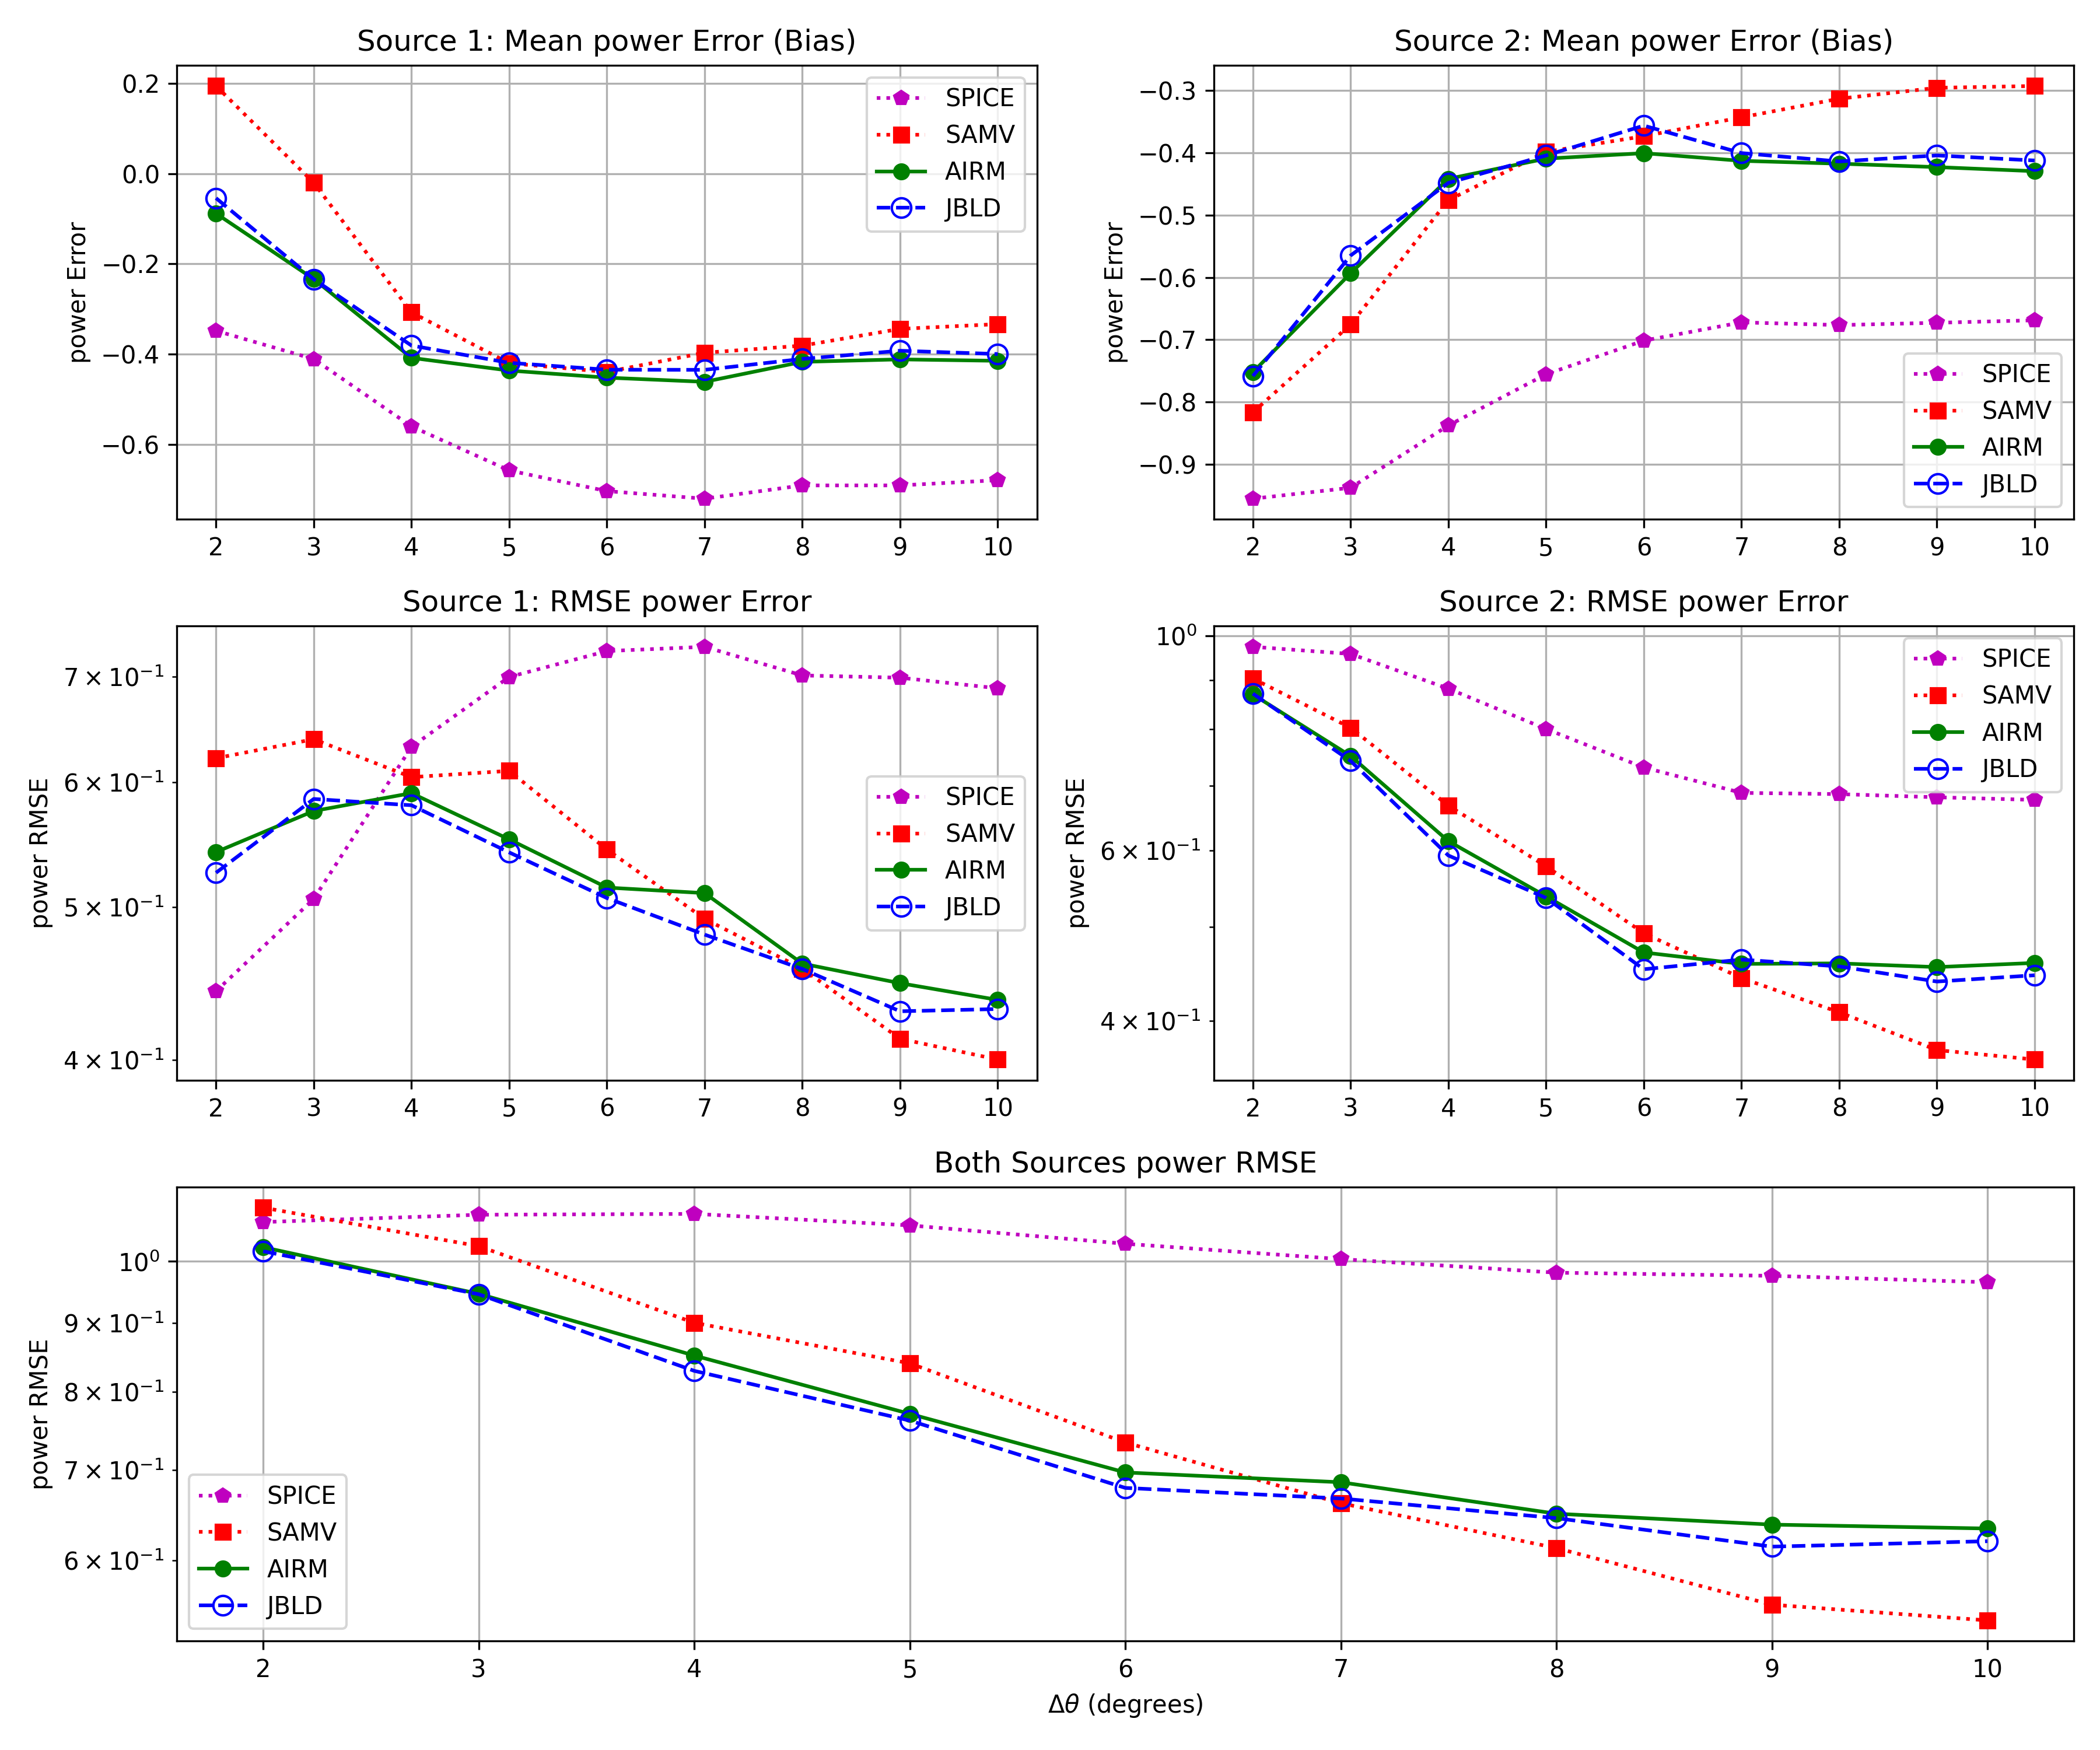 Source 1: Mean power Error (Bias)
power Error
0.2
0.0
−0.2
−0.4
−0.6
2 3 4 5 6 7 8 9 10
SPICE
SAMV
AIRM
JBLD
Source 2: Mean power Error (Bias)
power Error
−0.3
−0.4
−0.5
−0.6
−0.7
−0.8
−0.9
2 3 4 5 6 7 8 9 10
SPICE
SAMV
AIRM
JBLD
Source 1: RMSE power Error
power RMSE
7 × 10⁻¹
6 × 10⁻¹
5 × 10⁻¹
4 × 10⁻¹
2 3 4 5 6 7 8 9 10
SPICE
SAMV
AIRM
JBLD
Source 2: RMSE power Error
power RMSE
10⁰
6 × 10⁻¹
4 × 10⁻¹
2 3 4 5 6 7 8 9 10
SPICE
SAMV
AIRM
JBLD
Both Sources power RMSE
power RMSE
10⁰
9 × 10⁻¹
8 × 10⁻¹
7 × 10⁻¹
6 × 10⁻¹
SPICE
SAMV
AIRM
JBLD
2 3 4 5 6 7 8 9 10
Δθ (degrees)